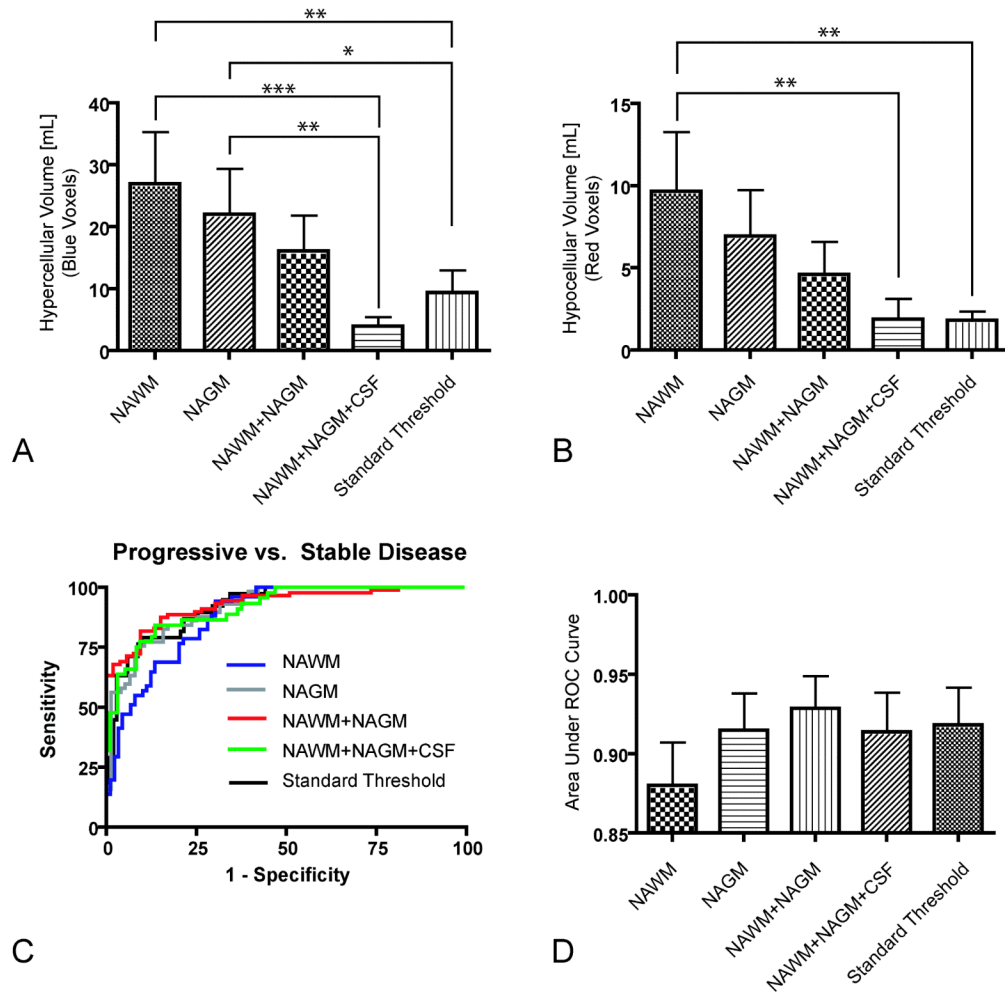 **
*
***
**
Hypercellular Volume [mL]
(Blue Voxels)
40
30
20
10
0
NAWM
NAGM
NAWM+NAGM
NAWM+NAGM+CSF
Standard Threshold
A
**
**
Hypocellular Volume [mL]
(Red Voxels)
15
10
5
0
NAWM
NAGM
NAWM+NAGM
NAWM+NAGM+CSF
Standard Threshold
B
Progressive vs. Stable Disease
Sensitivity
100
75
50
25
0
NAWM
NAGM
NAWM+NAGM
NAWM+NAGM+CSF
Standard Threshold
0 25 50 75 100
1 - Specificity
C
Area Under ROC Curve
1.00
0.95
0.90
0.85
NAWM
NAGM
NAWM+NAGM
NAWM+NAGM+CSF
Standard Threshold
D